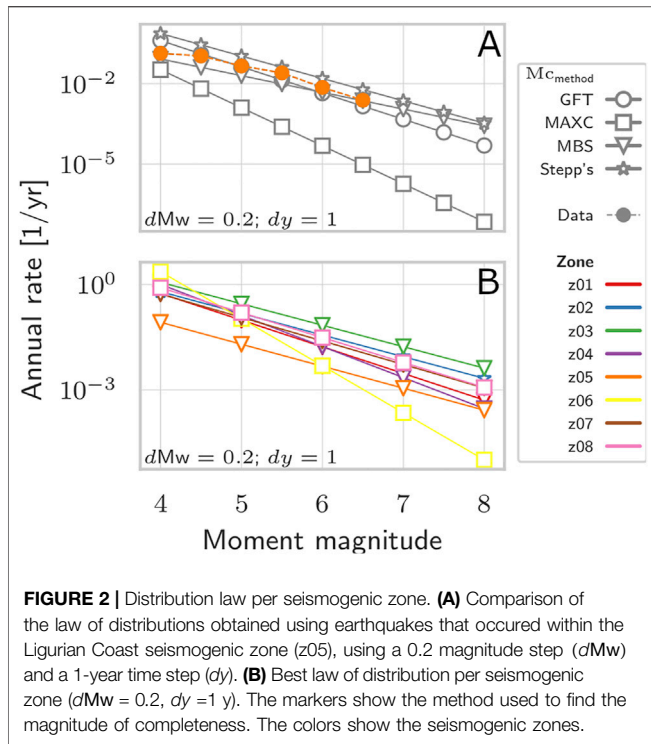 A
10⁻²
10⁻⁵
dMw = 0.2; dy = 1
Annual rate [1/yr]
B
10⁰
10⁻³
dMw = 0.2; dy = 1
4 5 6 7 8
Moment magnitude
Mc_method
GFT
MAXC
MBS
Stepp's
Data
Zone
z01
z02
z03
z04
z05
z06
z07
z08
FIGURE 2 | Distribution law per seismogenic zone. (A) Comparison of
the law of distributions obtained using earthquakes that occured within the
Ligurian Coast seismogenic zone (z05), using a 0.2 magnitude step (dMw)
and a 1-year time step (dy). (B) Best law of distribution per seismogenic
zone (dMw = 0.2, dy =1 y). The markers show the method used to find the
magnitude of completeness. The colors show the seismogenic zones.